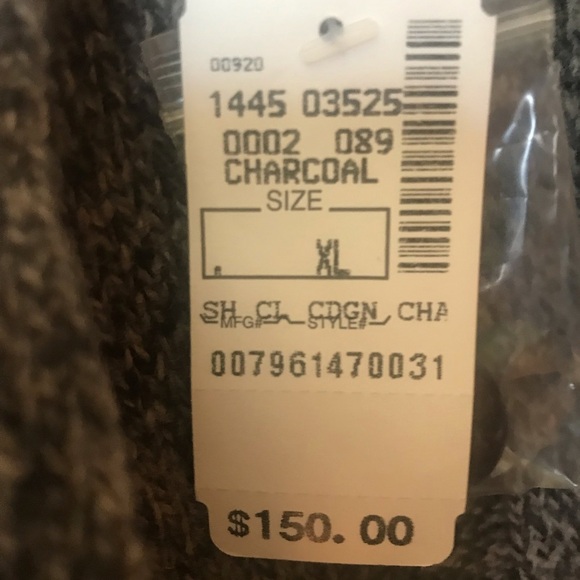 00920
1445 03525
0002 089
CHARCOAL
SIZE
XL
SH CL CDGN CHA
MFG# STYLE#
007961470031
$150.00